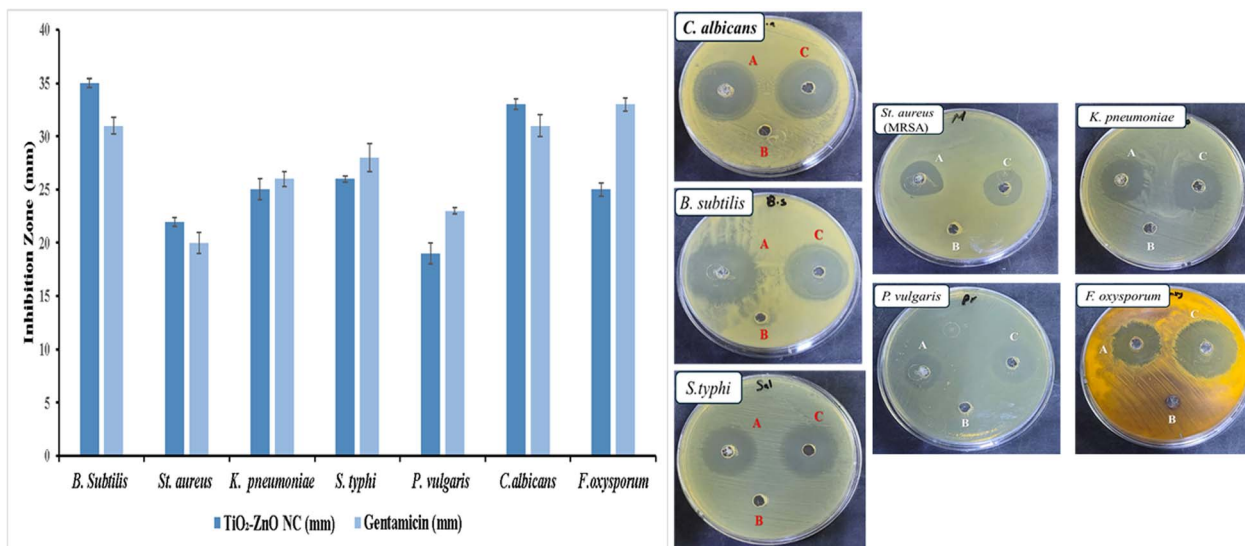 Inhibition Zone (mm)
40
35
30
25
20
15
10
5
0
B. Subtilis St. aureus K. pneumoniae S. typhi P. vulgaris C.albicans F.oxysporum
TiO₂-ZnO NC (mm) Gentamicin (mm)
C. albicans
A
C
B
B. subtilis
B.s
A
C
B
S.typhi
Sal
A
C
B
St. aureus
(MRSA)
M
A
C
B
K. pneumoniae
A
C
B
P. vulgaris
Pr
A
C
B
F. oxysporum
C
A
B